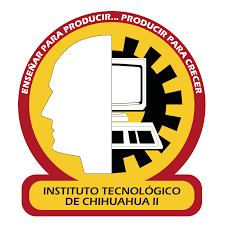 ENSEÑAR PARA PRODUCIR... PRODUCIR PARA CRECER
INSTITUTO TECNOLÓGICO
DE CHIHUAHUA II